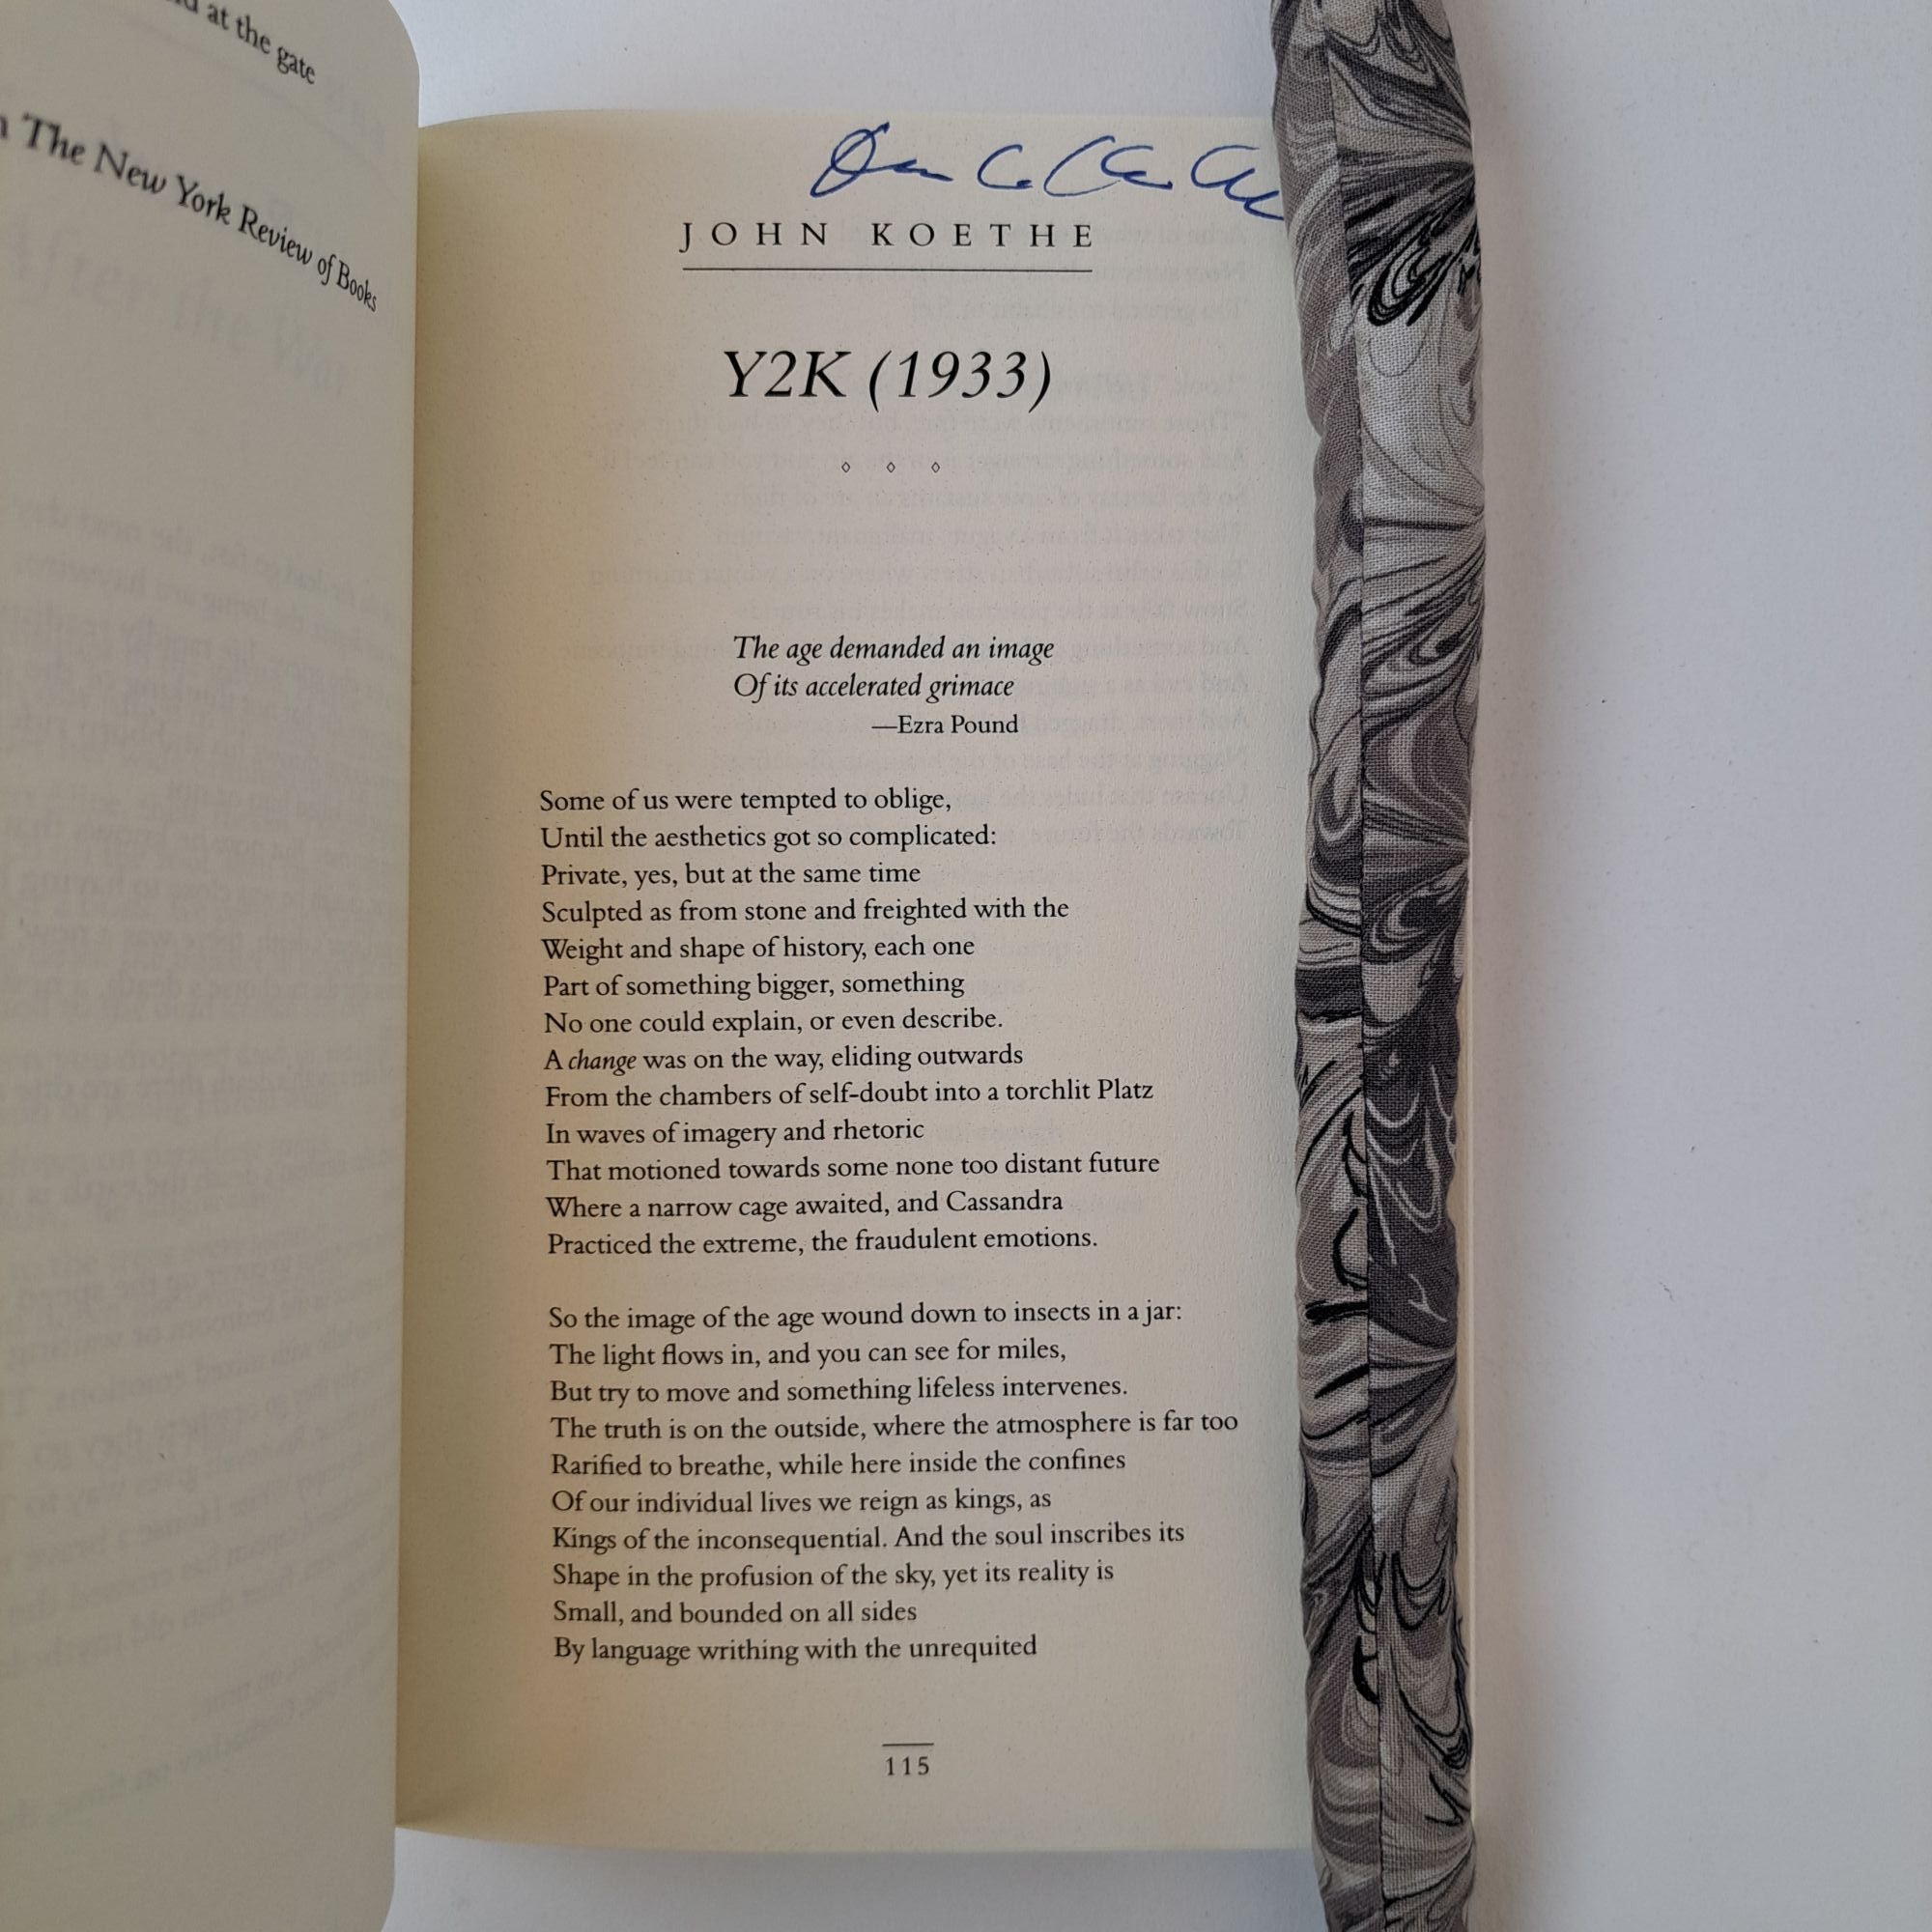 at the gate
The New York Review of Books
JOHN KOETHE
Y2K (1933)
The age demanded an image
Of its accelerated grimace
—Ezra Pound
Some of us were tempted to oblige,
Until the aesthetics got so complicated:
Private, yes, but at the same time
Sculpted as from stone and freighted with the
Weight and shape of history, each one
Part of something bigger, something
No one could explain, or even describe.
A change was on the way, eliding outwards
From the chambers of self-doubt into a torchlit Platz
In waves of imagery and rhetoric
That motioned towards some none too distant future
Where a narrow cage awaited, and Cassandra
Practiced the extreme, the fraudulent emotions.
So the image of the age wound down to insects in a jar:
The light flows in, and you can see for miles,
But try to move and something lifeless intervenes.
The truth is on the outside, where the atmosphere is far too
Rarified to breathe, while here inside the confines
Of our individual lives we reign as kings, as
Kings of the inconsequential. And the soul inscribes its
Shape in the profusion of the sky, yet its reality is
Small, and bounded on all sides
By language writhing with the unrequited
115